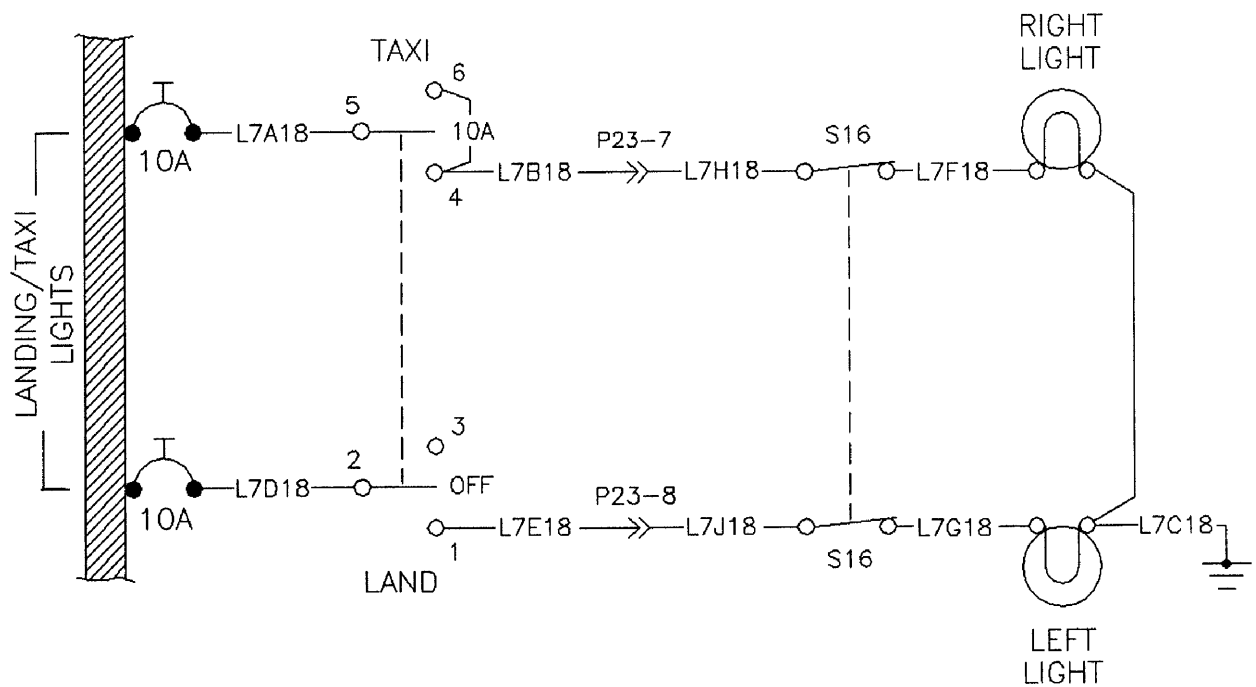 TAXI
RIGHT
LIGHT
6
5
L7A18
10A
10A
P23-7
S16
4
L7B18
L7H18
L7F18
LANDING/TAXI
LIGHTS
3
2
L7D18
OFF
10A
P23-8
1
L7E18
L7J18
L7G18
L7C18
S16
LAND
LEFT
LIGHT